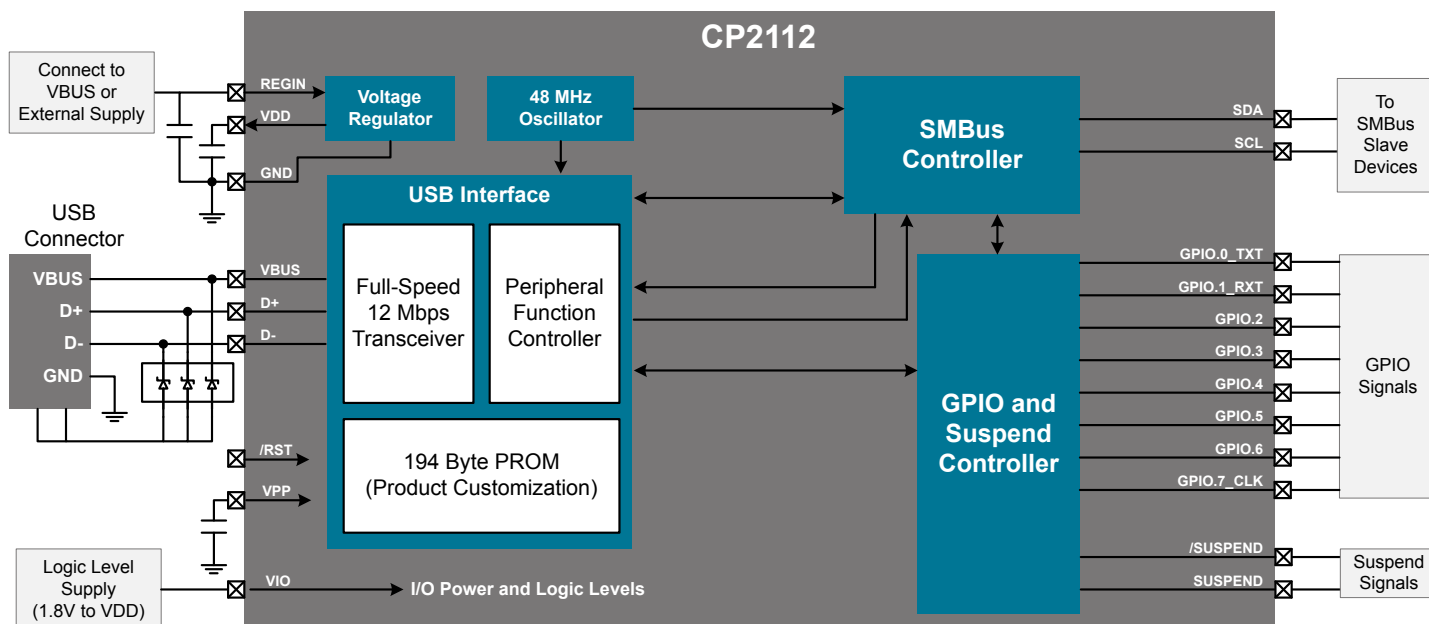 CP2112
Connect to
VBUS or
External Supply
REGIN
VDD
GND
Voltage
Regulator
48 MHz
Oscillator
SMBus
Controller
SDA
SCL
To
SMBus
Slave
Devices
USB
Connector
VBUS
D+
D-
GND
VBUS
D+
D-
USB Interface
Full-Speed
12 Mbps
Transceiver
Peripheral
Function
Controller
194 Byte PROM
(Product Customization)
/RST
VPP
GPIO and
Suspend
Controller
GPIO.0_TXT
GPIO.1_RXT
GPIO.2
GPIO.3
GPIO.4
GPIO.5
GPIO.6
GPIO.7_CLK
GPIO
Signals
/SUSPEND
SUSPEND
Suspend
Signals
Logic Level
Supply
(1.8V to VDD)
VIO
I/O Power and Logic Levels